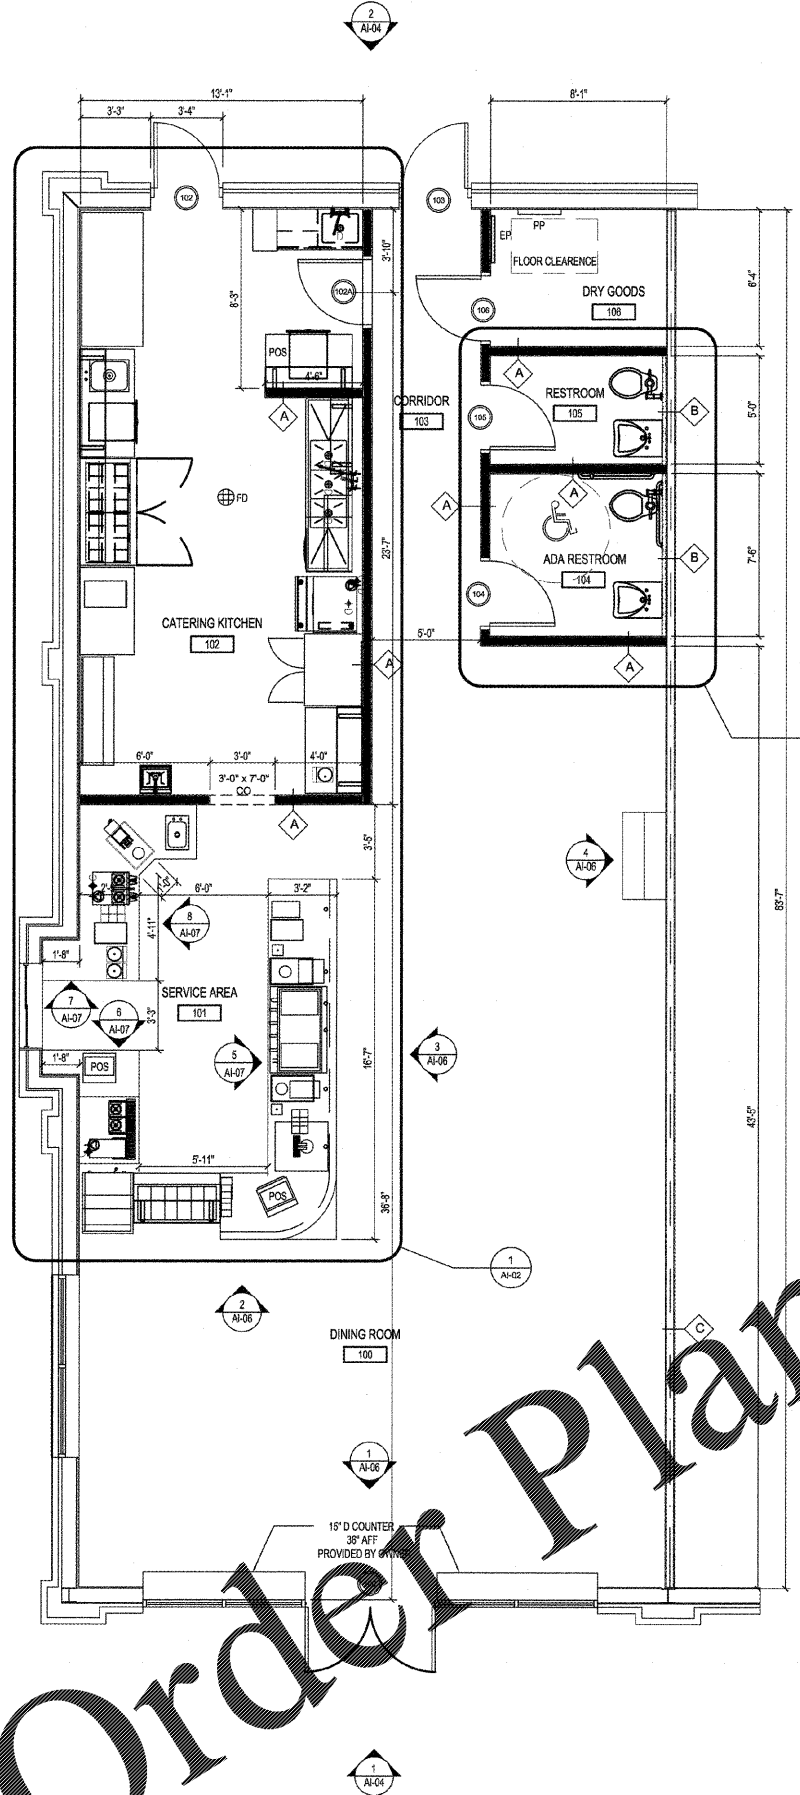 2
AI-04
13'-1"
8'-1"
3'-3"
3'-4"
102
103
3'-10"
EP
PP
FLOOR CLEARENCE
6'-4"
102A
8'-3"
DRY GOODS
106
106
POS
4'-6"
A
A
CORRIDOR
103
RESTROOM
105
105
B
5'-0"
A
FD
A
A
23'-7"
ADA RESTROOM
104
B
7'-6"
104
CATERING KITCHEN
102
5'-0"
A
A
6'-0"
3'-0"
4'-0"
3'-0" x 7'-0"
CO
A
3'-5"
4
AI-06
6'-0"
3'-2"
8
AI-07
4'-11"
63'-7"
1'-8"
SERVICE AREA
101
7
AI-07
6
AI-07
3'-3"
5
AI-07
3
AI-06
1'-8"
POS
16'-7"
43'-5"
5'-11"
POS
36'-8"
1
AI-02
2
AI-06
DINING ROOM
100
C
1
AI-06
15" D COUNTER
36" AFF
PROVIDED BY OWNER
Order Plan
1
AI-04